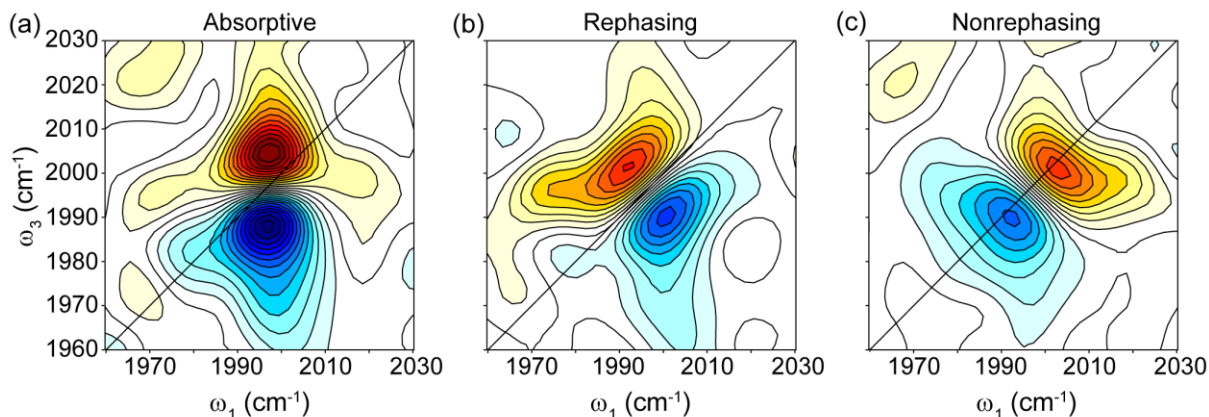 (a) Absorptive
(b) Rephasing
(c) Nonrephasing
2030
2020
2010
2000
1990
1980
1970
1960
ω3 (cm-1)
1970 1990 2010 2030
1970 1990 2010 2030
1970 1990 2010 2030
ω1 (cm-1)
ω1 (cm-1)
ω1 (cm-1)